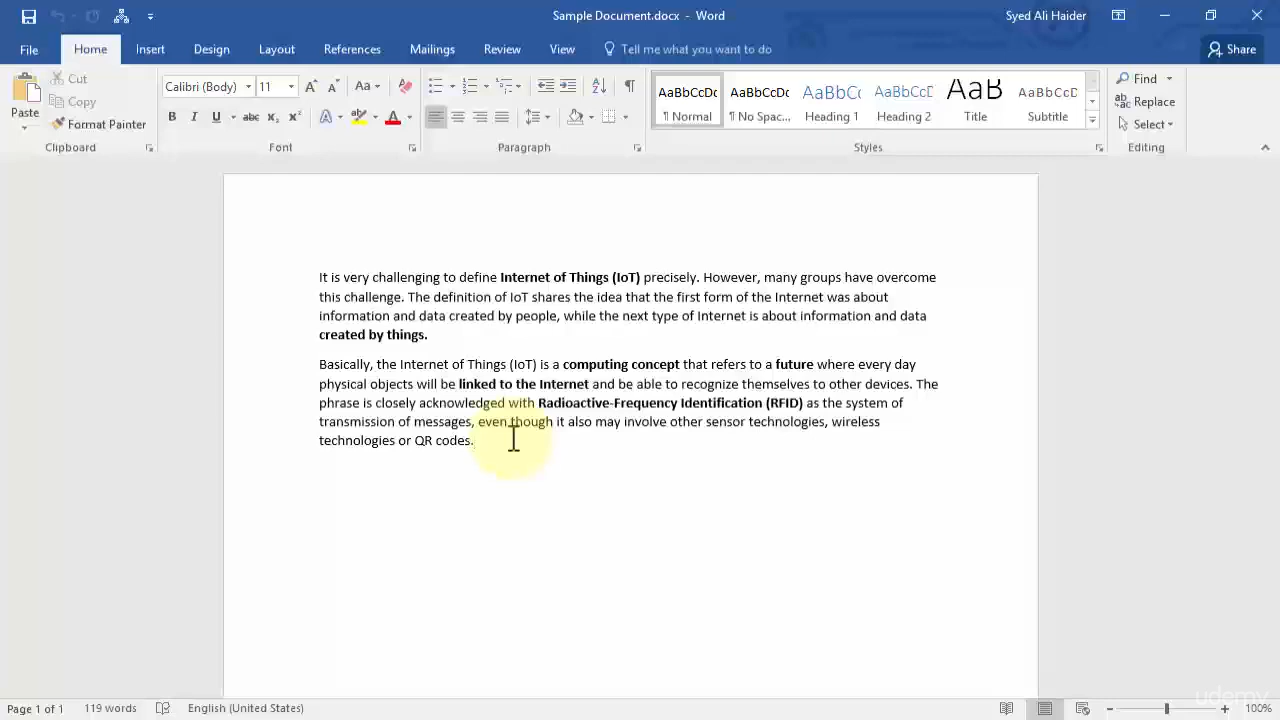 Sample Document.docx - Word
Syed Ali Haider
File Home Insert Design Layout References Mailings Review View Tell me what you want to do Share
Paste
Cut
Copy
Format Painter
Clipboard
Calibri (Body) 11 Aa
B I U abc x₂ x² A ab A
Font
Paragraph
AaBbCcDc AaBbCcDc AaBbCc AaBbCcD AaB AaBbCcD
¶ Normal ¶ No Spac... Heading 1 Heading 2 Title Subtitle
Styles
Find
Replace
Select
Editing
It is very challenging to define Internet of Things (IoT) precisely. However, many groups have overcome
this challenge. The definition of IoT shares the idea that the first form of the Internet was about
information and data created by people, while the next type of Internet is about information and data
created by things.
Basically, the Internet of Things (IoT) is a computing concept that refers to a future where every day
physical objects will be linked to the Internet and be able to recognize themselves to other devices. The
phrase is closely acknowledged with Radioactive-Frequency Identification (RFID) as the system of
transmission of messages, even though it also may involve other sensor technologies, wireless
technologies or QR codes.
udemy
Page 1 of 1 119 words English (United States) 100%